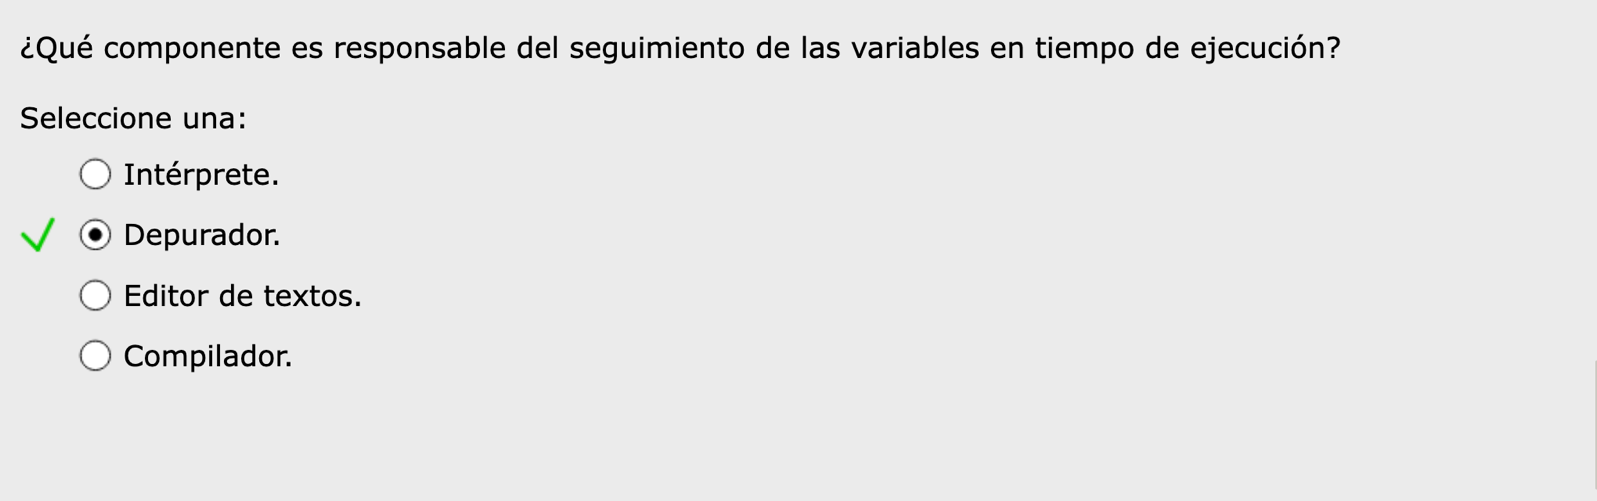 ¿Qué componente es responsable del seguimiento de las variables en tiempo de ejecución?
Seleccione una:
Intérprete.
Depurador.
Editor de textos.
Compilador.